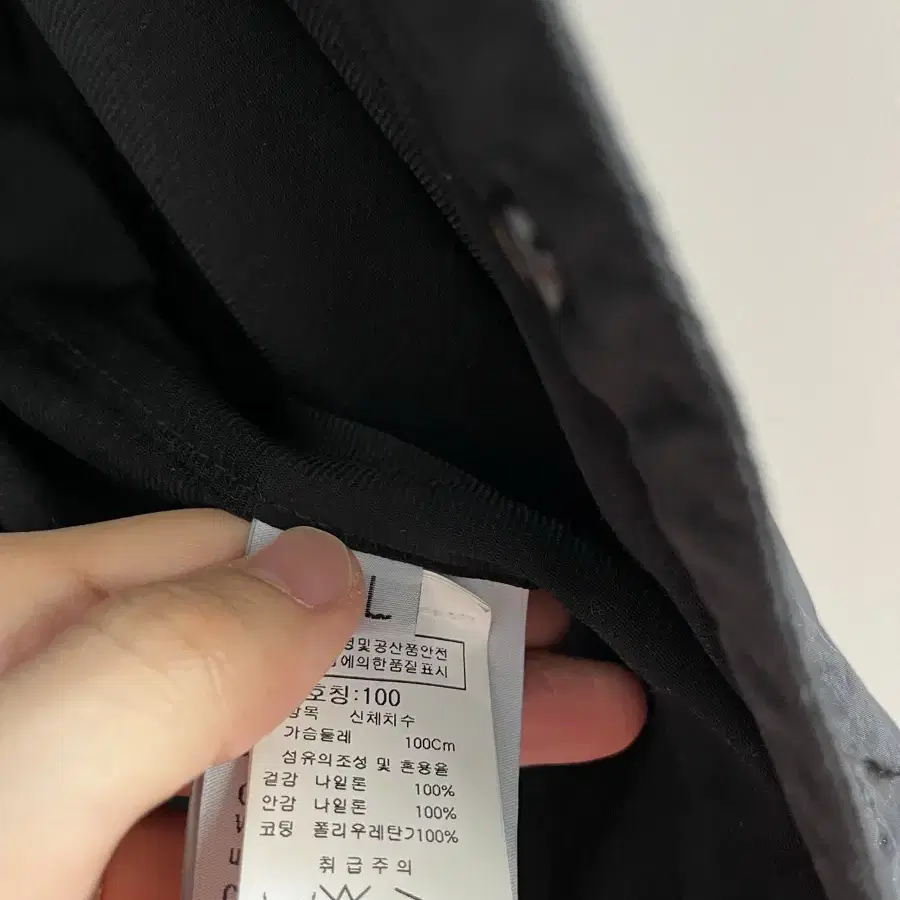 L
및공산품안전
에의한품질표시
호칭:100
항목 신체치수
가슴둘레 100Cm
섬유의조성 및 혼용율
겉감 나일론 100%
안감 나일론 100%
코팅 폴리우레탄 100%
취급주의